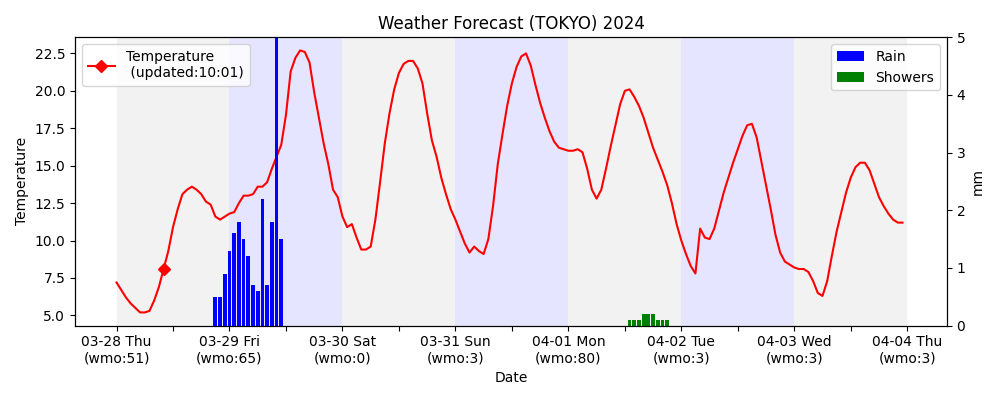 Weather Forecast (TOKYO) 2024
Temperature
(updated:10:01)
Rain
Showers
22.5
20.0
17.5
15.0
12.5
10.0
7.5
5.0
Temperature
5
4
3
2
1
0
mm
03-28 Thu
(wmo:51)
03-29 Fri
(wmo:65)
03-30 Sat
(wmo:0)
03-31 Sun
(wmo:3)
04-01 Mon
(wmo:80)
04-02 Tue
(wmo:3)
04-03 Wed
(wmo:3)
04-04 Thu
(wmo:3)
Date